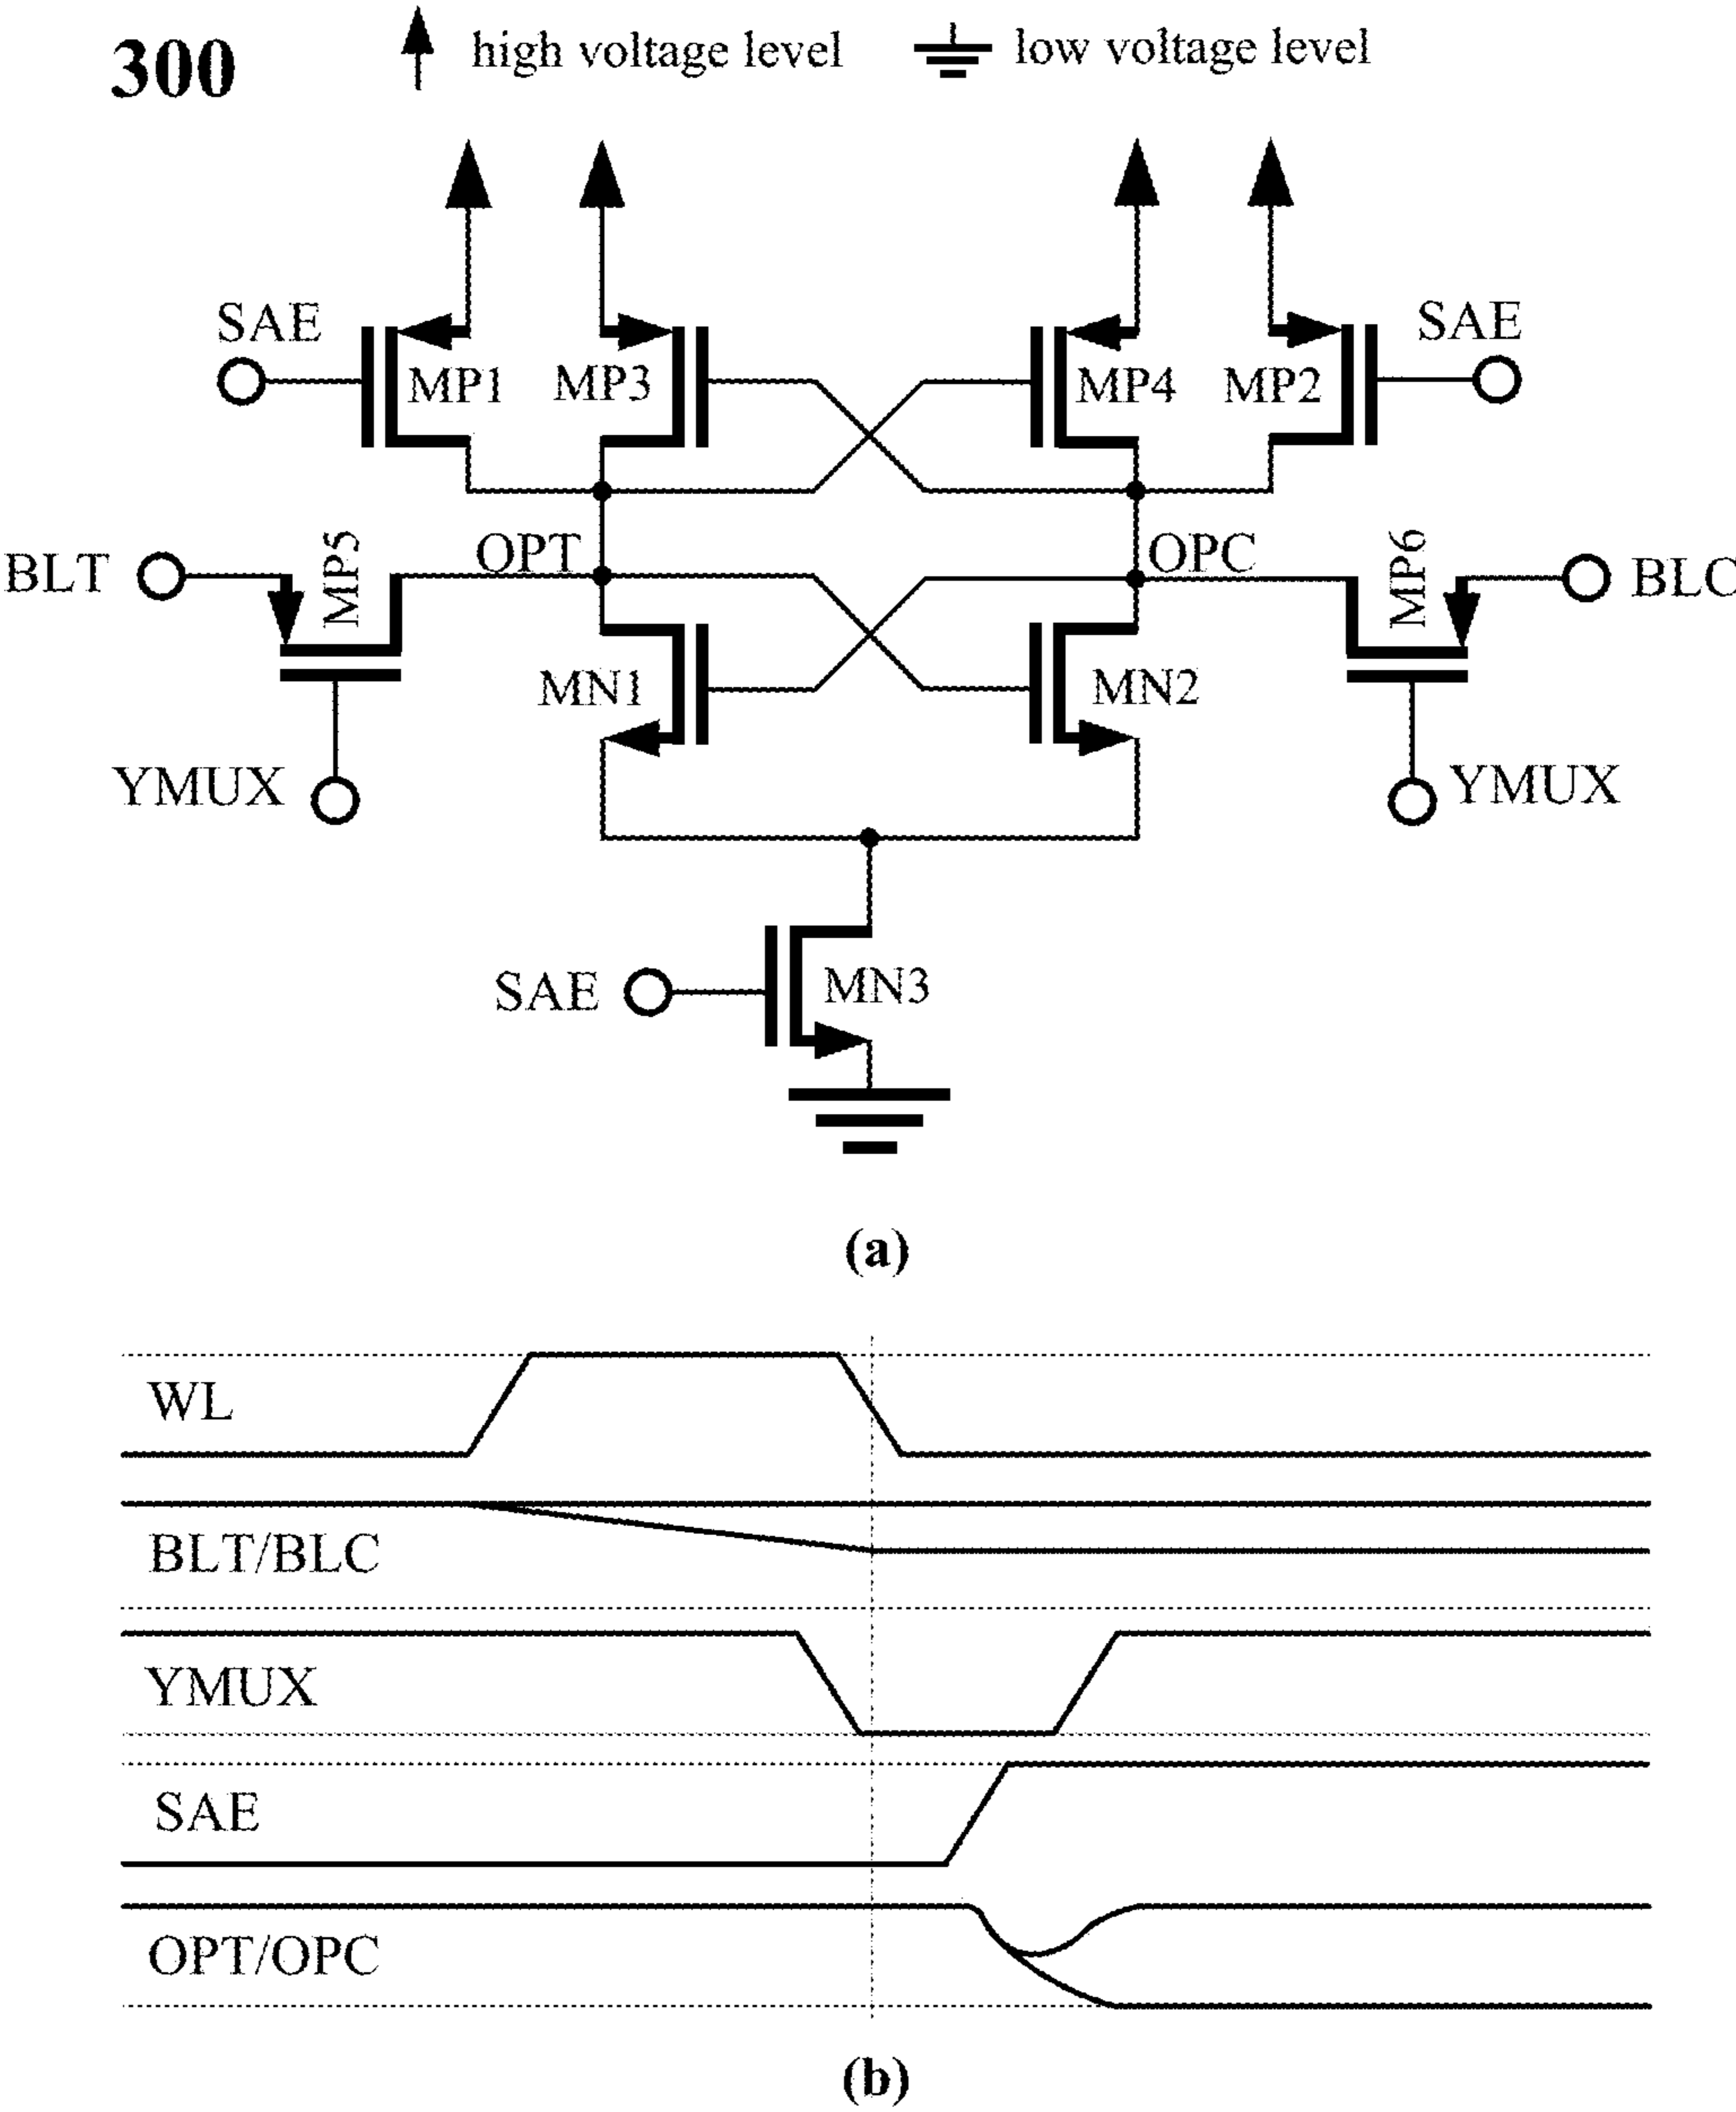 300 high voltage level low voltage level
SAE SAE
MP1 MP3 MP4 MP2
BLT MP5 OPT OPC MP6 BLC
MN1 MN2
YMUX YMUX
SAE MN3
(a)
WL
BLT/BLC
YMUX
SAE
OPT/OPC
(b)